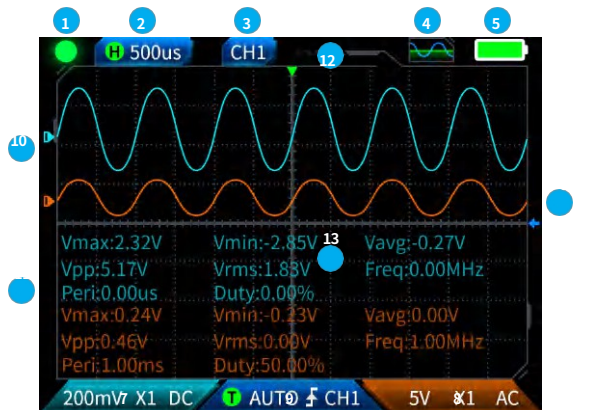 1 2 3 4 5
H 500us CH1
12
10
13
Vmax:2.32V Vmin:-2.85V Vavg:-0.27V
Vpp:5.17V Vrms:1.83V Freq:0.00MHz
Peri:0.00us Duty:0.00%
Vmax:0.24V Vmin:-0.23V Vavg:0.00V
Vpp:0.46V Vrms:0.00V Freq:1.00MHz
Peri:1.00ms Duty:50.00%
200mV 7 X1 DC T AUTO 9 CH1 5V 8 X1 AC